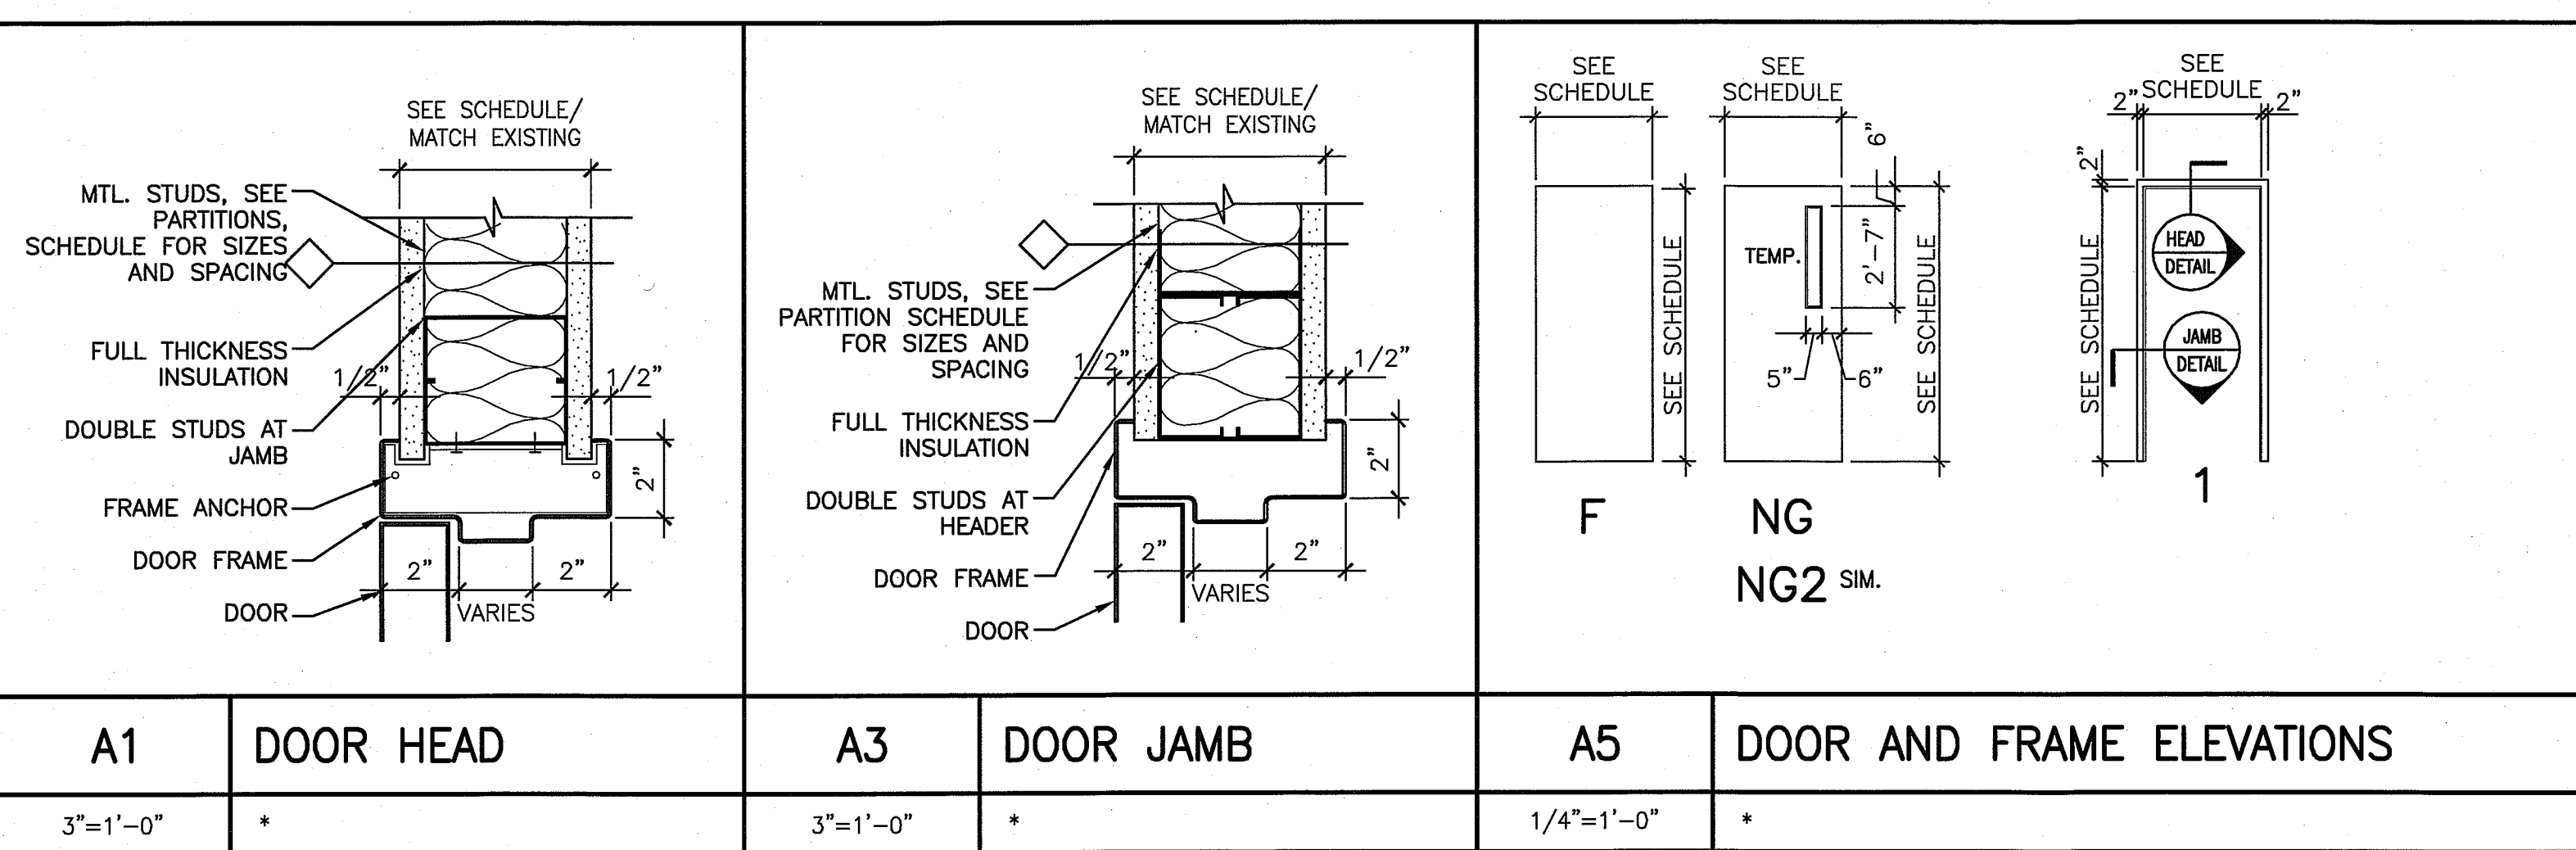 SEE SCHEDULE/
MATCH EXISTING
MTL. STUDS, SEE
PARTITIONS,
SCHEDULE FOR SIZES
AND SPACING
FULL THICKNESS
INSULATION
1/2"
1/2"
DOUBLE STUDS AT
JAMB
2"
FRAME ANCHOR
DOOR FRAME
2"
2"
DOOR
VARIES
SEE SCHEDULE/
MATCH EXISTING
MTL. STUDS, SEE
PARTITION SCHEDULE
FOR SIZES AND
SPACING
1/2"
1/2"
FULL THICKNESS
INSULATION
2"
DOUBLE STUDS AT
HEADER
2"
2"
DOOR FRAME
VARIES
DOOR
SEE
SCHEDULE
SEE SCHEDULE
F
SEE
SCHEDULE
6"
TEMP.
2'-7"
5"
6"
SEE SCHEDULE
NG
NG2 SIM.
SEE
2" SCHEDULE 2"
2"
SEE SCHEDULE
HEAD
DETAIL
JAMB
DETAIL
1
A1
DOOR HEAD
3"=1'-0"
*
A3
DOOR JAMB
3"=1'-0"
*
A5
DOOR AND FRAME ELEVATIONS
1/4"=1'-0"
*